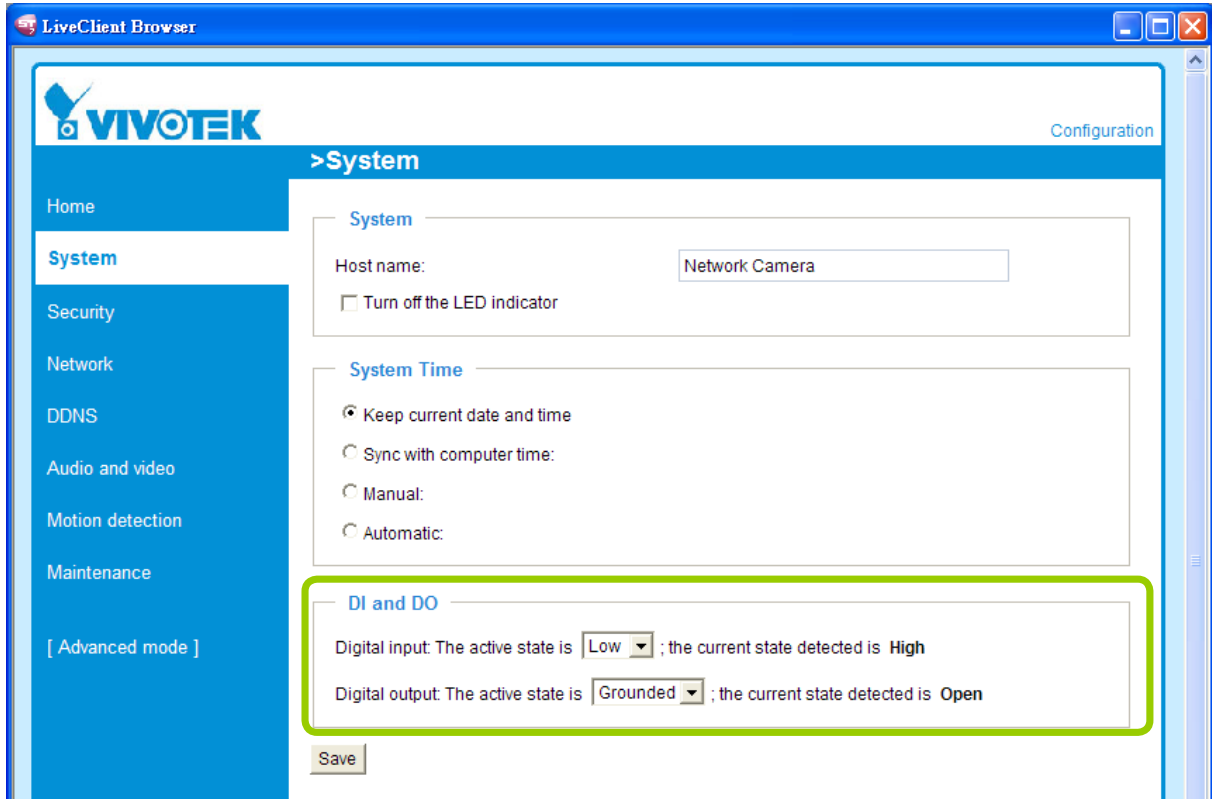 LiveClient Browser
VIVOTEK
Configuration
>System
Home
System
Security
Network
DDNS
Audio and video
Motion detection
Maintenance
[ Advanced mode ]
System
Host name: Network Camera
Turn off the LED indicator
System Time
Keep current date and time
Sync with computer time:
Manual:
Automatic:
DI and DO
Digital input: The active state is Low ; the current state detected is High
Digital output: The active state is Grounded ; the current state detected is Open
Save